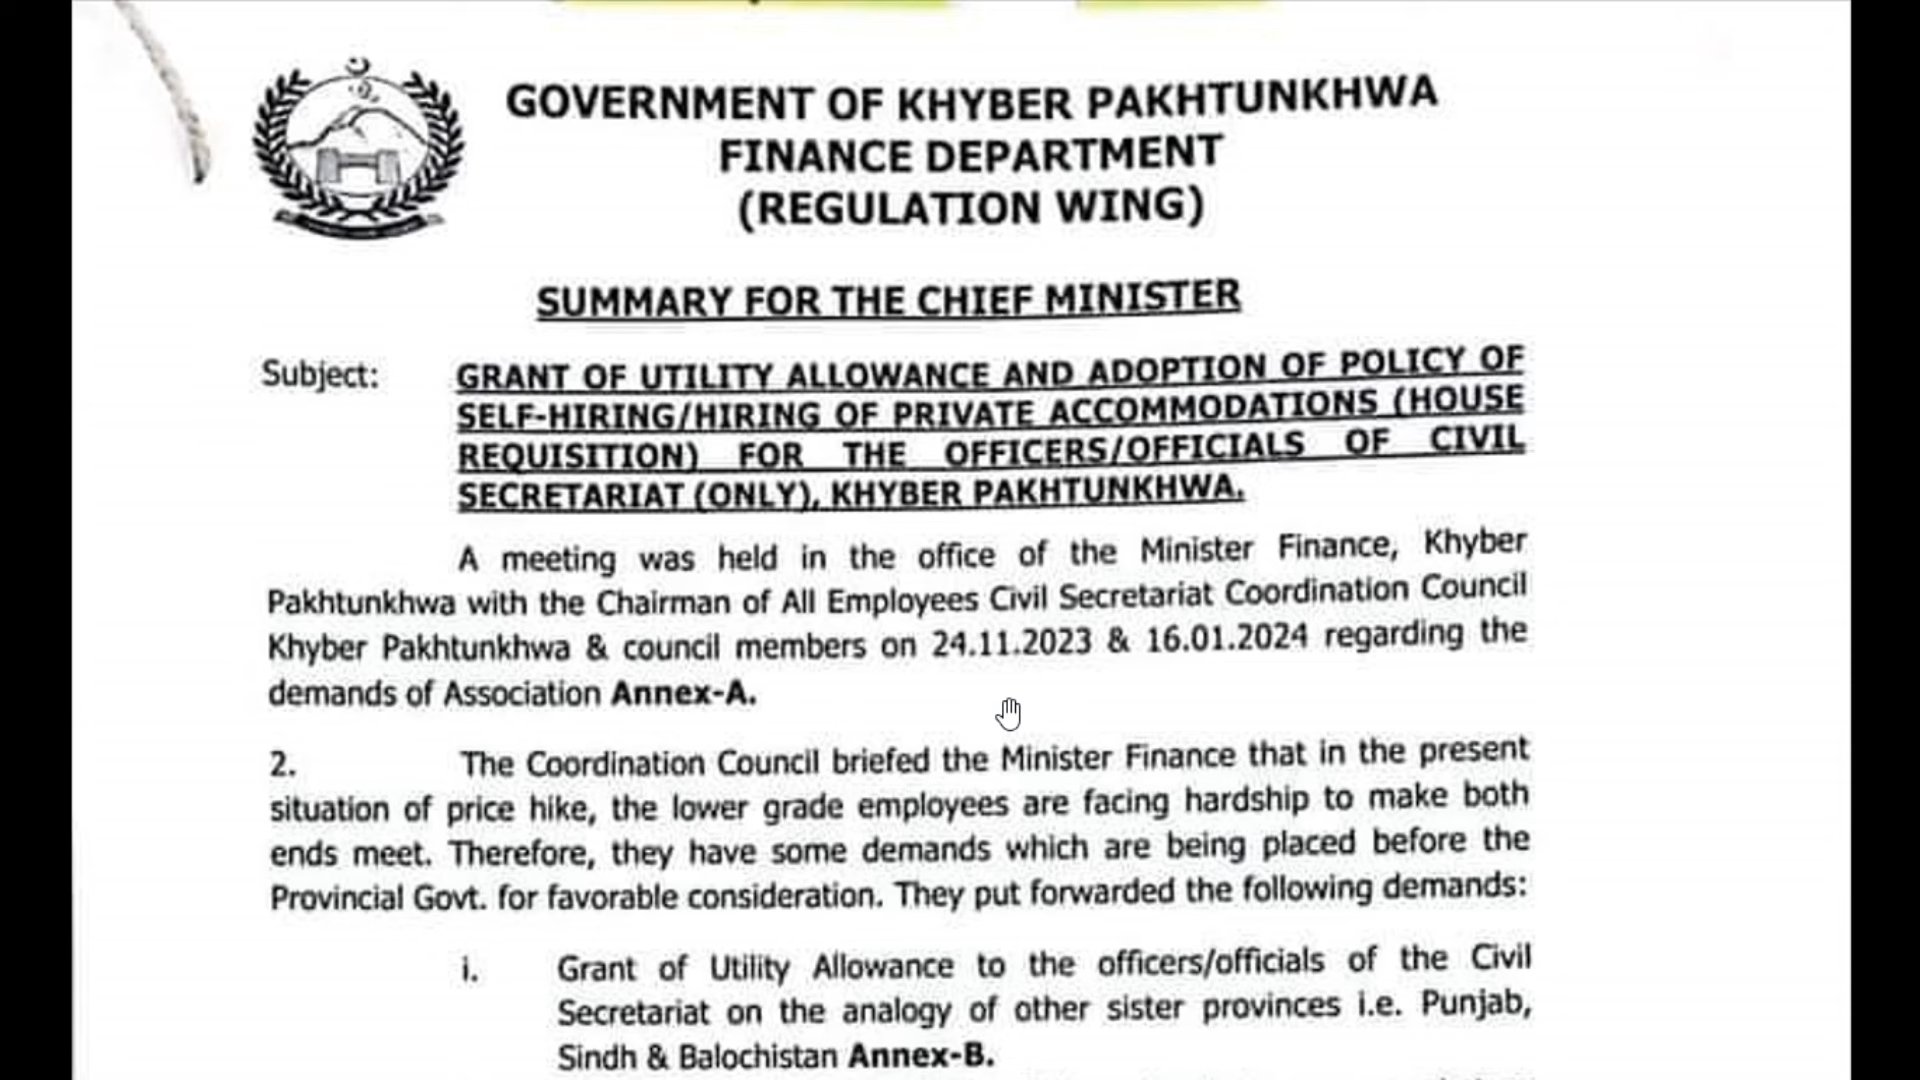 GOVERNMENT OF KHYBER PAKHTUNKHWA
FINANCE DEPARTMENT
(REGULATION WING)
SUMMARY FOR THE CHIEF MINISTER
Subject: GRANT OF UTILITY ALLOWANCE AND ADOPTION OF POLICY OF
SELF-HIRING/HIRING OF PRIVATE ACCOMMODATIONS (HOUSE
REQUISITION) FOR THE OFFICERS/OFFICIALS OF CIVIL
SECRETARIAT (ONLY), KHYBER PAKHTUNKHWA.
A meeting was held in the office of the Minister Finance, Khyber
Pakhtunkhwa with the Chairman of All Employees Civil Secretariat Coordination Council
Khyber Pakhtunkhwa & council members on 24.11.2023 & 16.01.2024 regarding the
demands of Association Annex-A.
2. The Coordination Council briefed the Minister Finance that in the present
situation of price hike, the lower grade employees are facing hardship to make both
ends meet. Therefore, they have some demands which are being placed before the
Provincial Govt. for favorable consideration. They put forwarded the following demands:
i. Grant of Utility Allowance to the officers/officials of the Civil
Secretariat on the analogy of other sister provinces i.e. Punjab,
Sindh & Balochistan Annex-B.